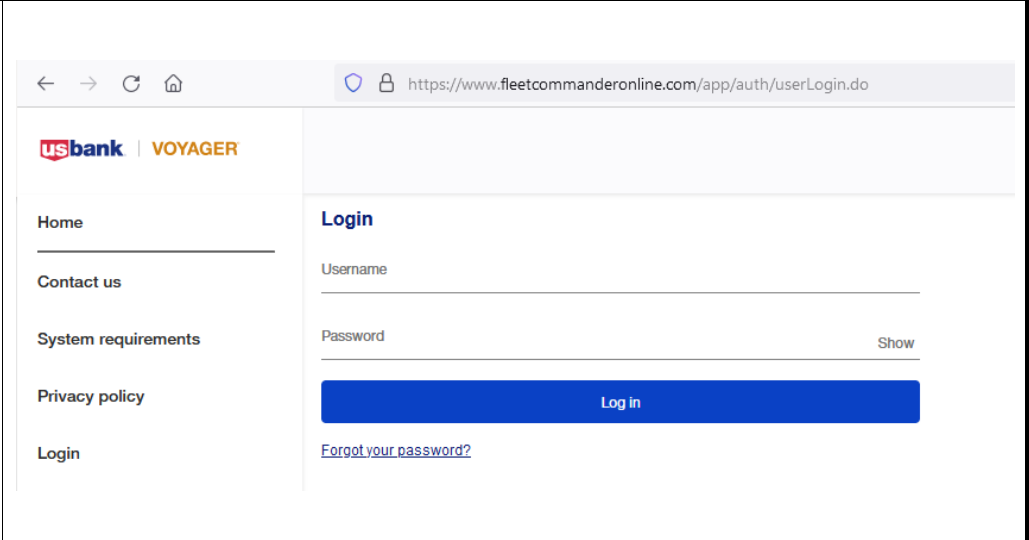 https://www.fleetcommanderonline.com/app/auth/userLogin.do
usbank | VOYAGER
Home
Contact us
System requirements
Privacy policy
Login
Login
Username
Password
Show
Log in
Forgot your password?